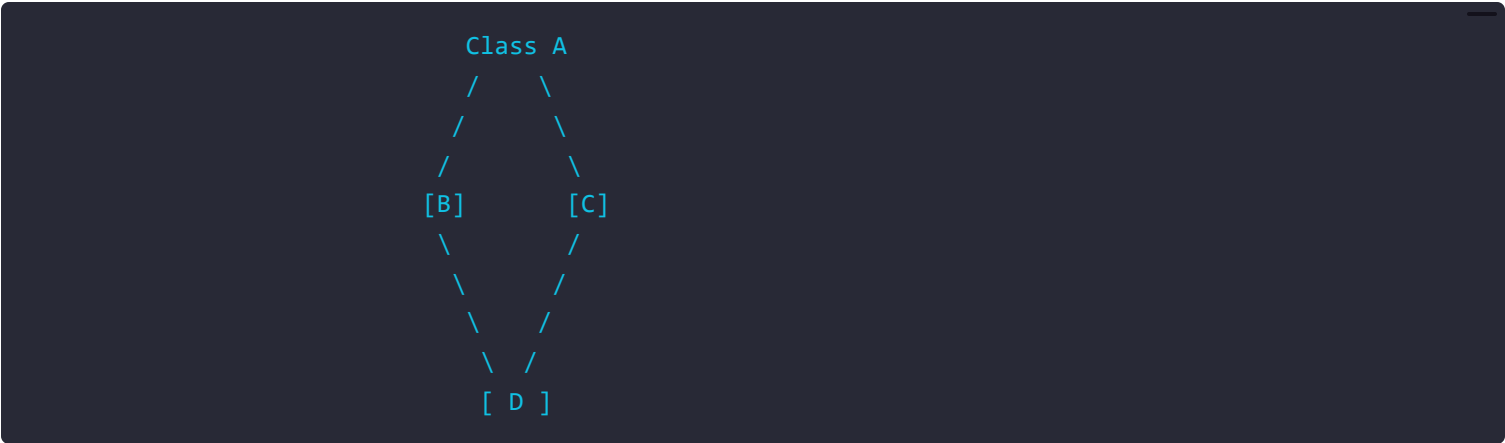 Class A
/    \
/      \
/        \
[B]       [C]
\        /
\      /
\    /
\  /
[ D ]